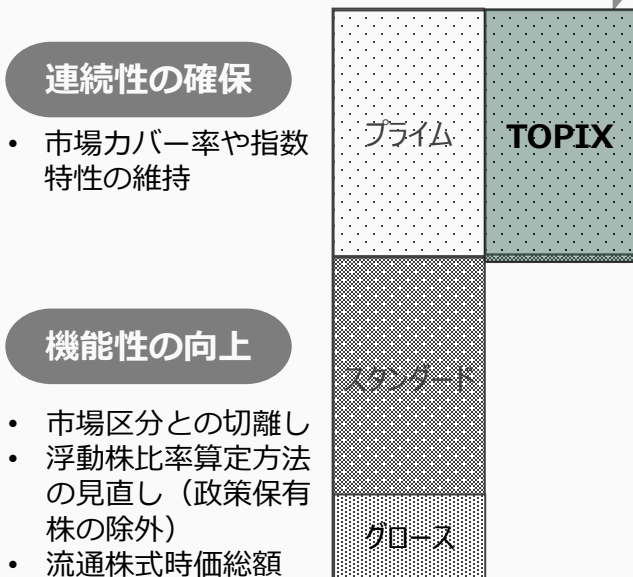 連続性の確保
• 市場カバー率や指数
特性の維持
機能性の向上
• 市場区分との切離し
• 浮動株比率算定方法
の見直し（政策保有
株の除外）
• 流通株式時価総額
プライム
TOPIX
スタンダード
グロース